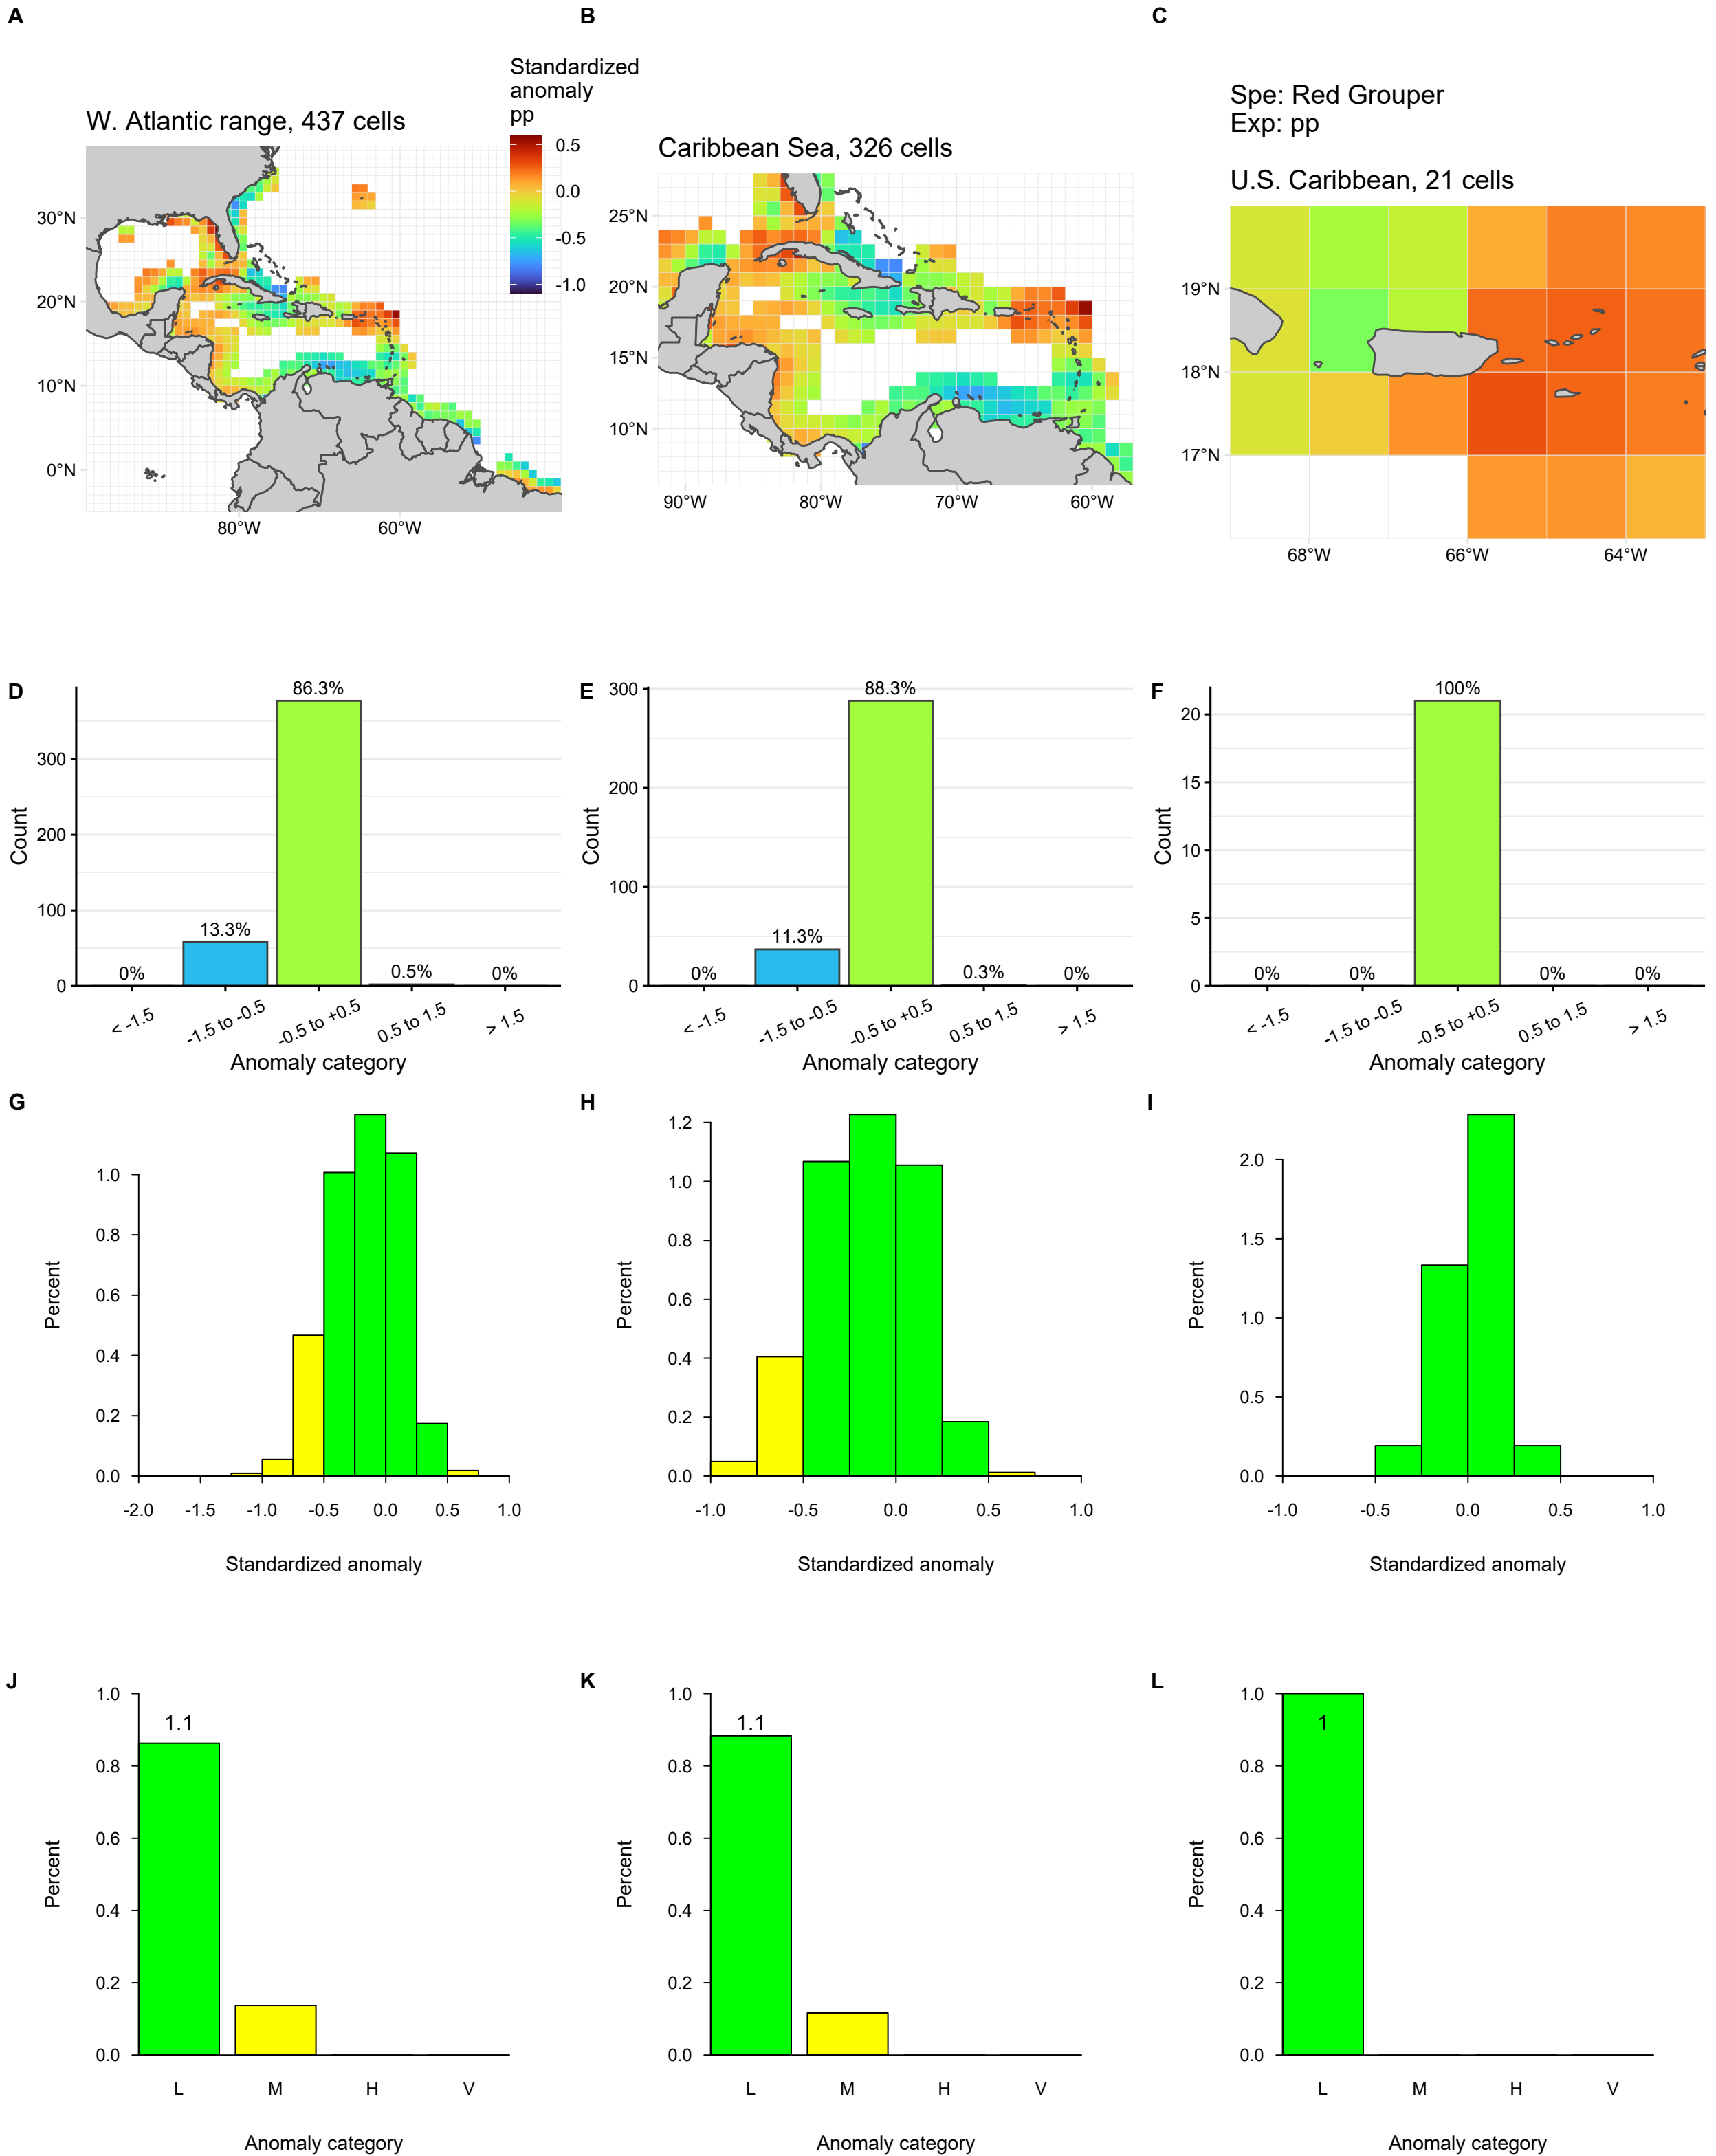 A
B
C
Standardized
anomaly
pp
0.5
0.0
-0.5
-1.0
W. Atlantic range, 437 cells
30°N
20°N
10°N
0°N
80°W
60°W
Caribbean Sea, 326 cells
25°N
20°N
15°N
10°N
90°W
80°W
70°W
60°W
Spe: Red Grouper
Exp: pp
U.S. Caribbean, 21 cells
19°N
18°N
17°N
68°W
66°W
64°W
D
Count
300
200
100
0
0%
13.3%
86.3%
0.5%
0%
< -1.5
-1.5 to -0.5
-0.5 to +0.5
0.5 to 1.5
> 1.5
Anomaly category
E
Count
300
200
100
0
0%
11.3%
88.3%
0.3%
0%
< -1.5
-1.5 to -0.5
-0.5 to +0.5
0.5 to 1.5
> 1.5
Anomaly category
F
Count
20
15
10
5
0
0%
0%
100%
0%
0%
< -1.5
-1.5 to -0.5
-0.5 to +0.5
0.5 to 1.5
> 1.5
Anomaly category
G
Percent
1.0
0.8
0.6
0.4
0.2
0.0
-2.0 -1.5 -1.0 -0.5 0.0 0.5 1.0
Standardized anomaly
H
Percent
1.2
1.0
0.8
0.6
0.4
0.2
0.0
-1.0 -0.5 0.0 0.5 1.0
Standardized anomaly
I
Percent
2.0
1.5
1.0
0.5
0.0
-1.0 -0.5 0.0 0.5 1.0
Standardized anomaly
J
Percent
1.0
0.8
0.6
0.4
0.2
0.0
1.1
L M H V
Anomaly category
K
Percent
1.0
0.8
0.6
0.4
0.2
0.0
1.1
L M H V
Anomaly category
L
Percent
1.0
0.8
0.6
0.4
0.2
0.0
1
L M H V
Anomaly category